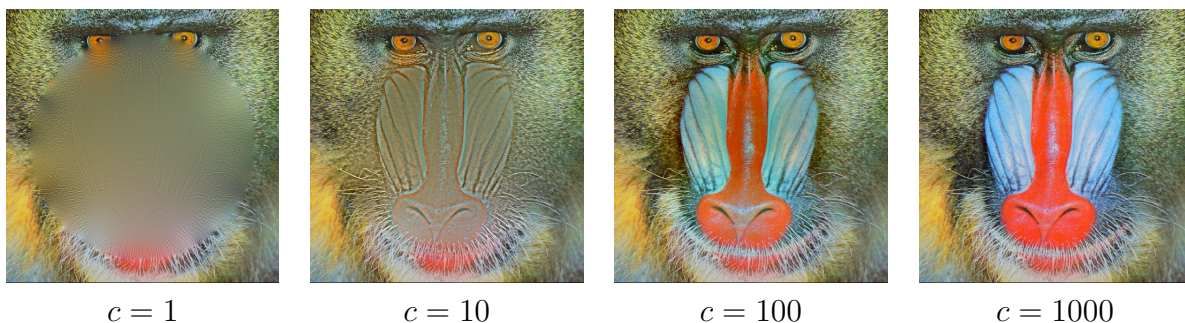 c = 1
c = 10
c = 100
c = 1000